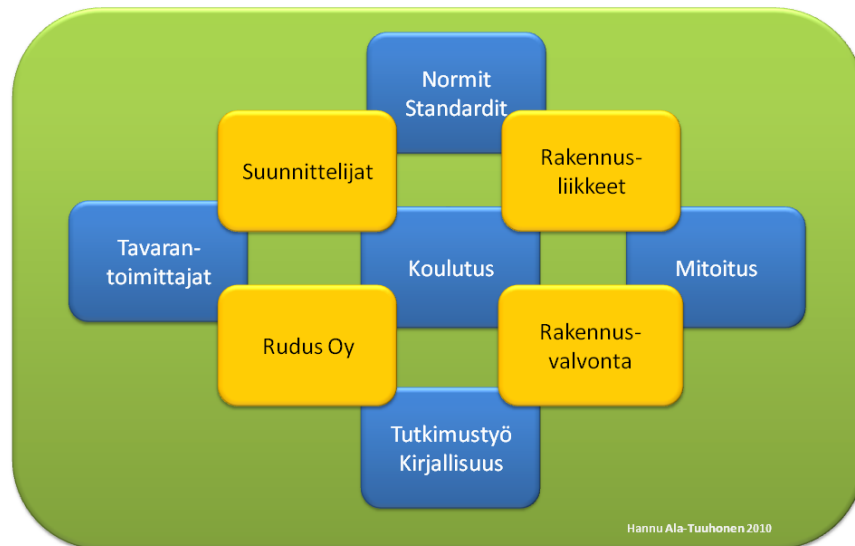 Normit
Standardit
Suunnittelijat
Rakennus-
liikkeet
Tavaran-
toimittajat
Koulutus
Mitoitus
Rudus Oy
Rakennus-
valvonta
Tutkimustyö
Kirjallisuus
Hannu Ala-Tuuhonen 2010